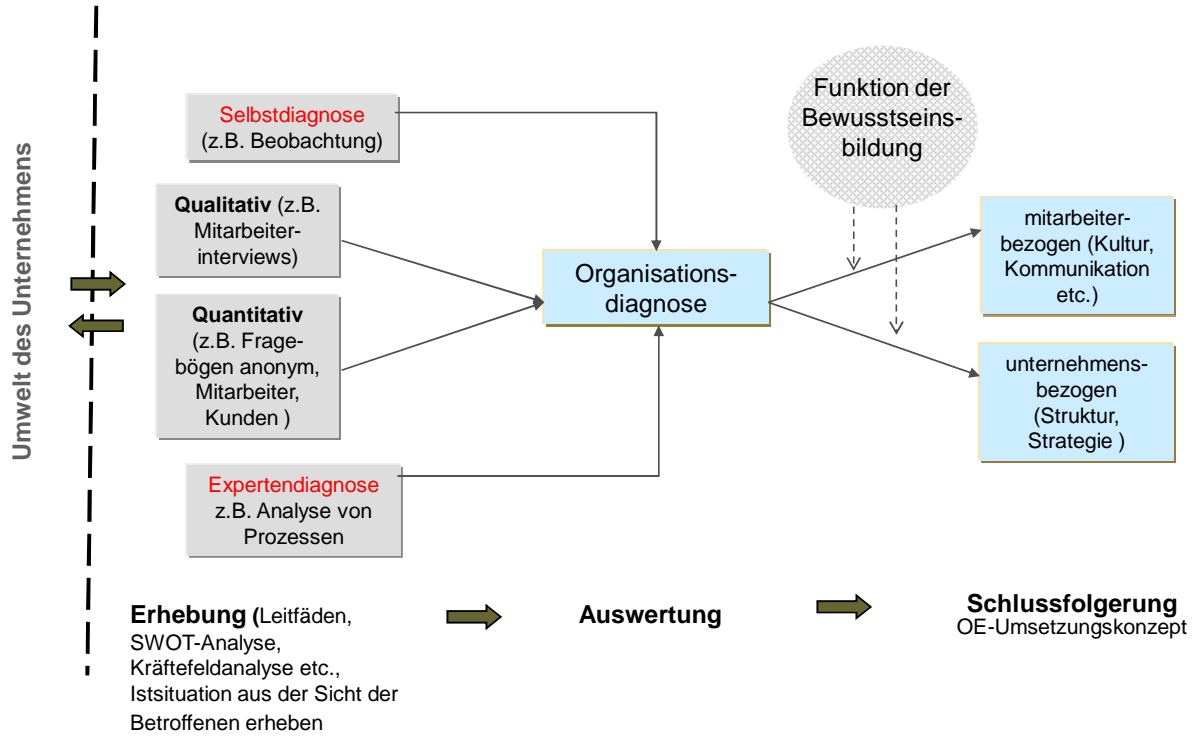 Umwelt des Unternehmens
Selbstdiagnose
(z.B. Beobachtung)
Qualitativ (z.B.
Mitarbeiter-
interviews)
Quantitativ
(z.B. Frage-
bögen anonym,
Mitarbeiter,
Kunden )
Expertendiagnose
z.B. Analyse von
Prozessen
Organisations-
diagnose
Funktion der
Bewusstseins-
bildung
mitarbeiter-
bezogen (Kultur,
Kommunikation
etc.)
unternehmens-
bezogen
(Struktur,
Strategie )
Erhebung (Leitfäden,
SWOT-Analyse,
Kräftefeldanalyse etc.,
Istsituation aus der Sicht der
Betroffenen erheben
Auswertung
Schlussfolgerung
OE-Umsetzungskonzept